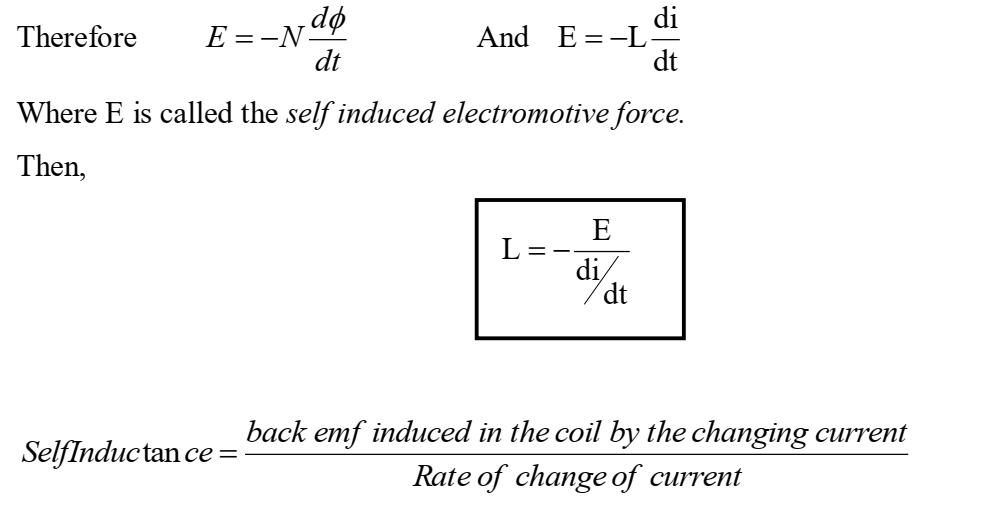 Therefore E = −N dϕ/dt And E = −L di/dt
Where E is called the self induced electromotive force.
Then,
L = − E / (di/dt)
SelfInductance = back emf induced in the coil by the changing current / Rate of change of current